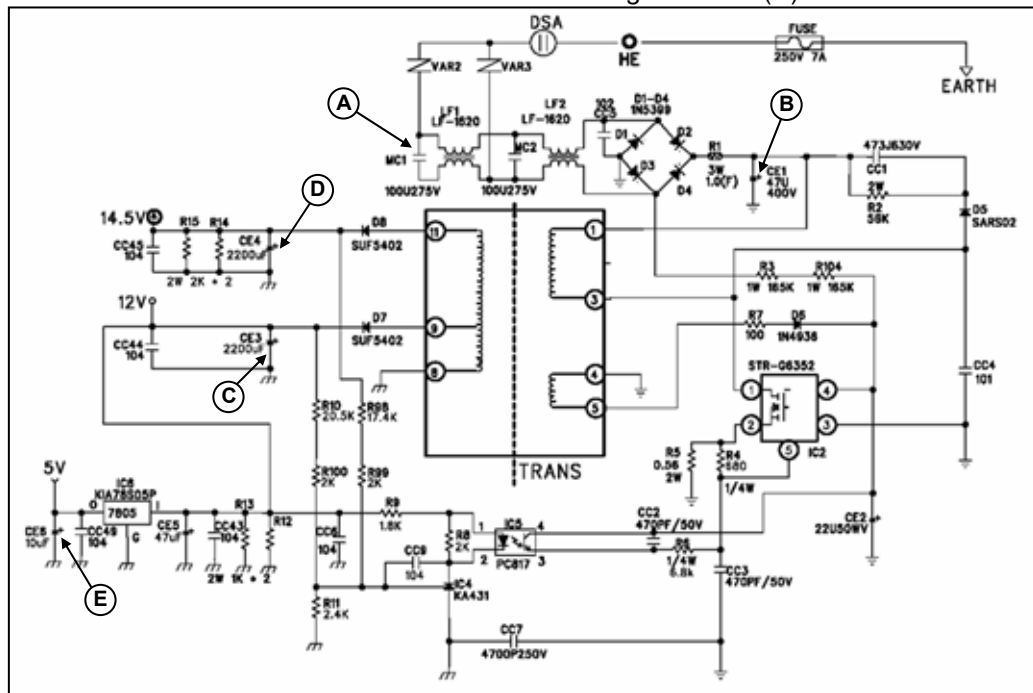 DSA
HE
FUSE
250V 7A
EARTH
VAR2
VAR3
A
LF1
LF-1620
LF2
LF-1620
102
CC5
D1-D4
1N5399
D1
D2
D3
D4
R1
3W
1.0(F)
B
CE1
47U
400V
473J630V
CC1
2W
R2
56K
D5
SARS02
MC1
100U275V
MC2
100U275V
D
14.5V
R15
R14
CE4
2200uF
CC45
104
2W 2K * 2
D8
SUF5402
11
1
3
R3
1W 165K
R104
1W 165K
12V
CC44
104
CE3
2200uF
C
D7
SUF5402
9
8
4
5
R7
100
D6
1N4936
STR-G6352
1
2
3
4
5
IC2
CC4
101
R10
20.5K
R98
17.4K
TRANS
R5
0.56
2W
R4
680
1/4W
R100
2K
R99
2K
5V
IC6
KIA78S05P
O
7805
I
G
R13
R12
CE6
10uF
CC49
104
CE5
47uF
CC43
104
2W 1K * 2
E
CC6
104
R9
1.8K
R8
2K
CC9
104
IC4
KA431
R11
2.4K
1
2
IC5
PC817
4
3
CC2
470PF/50V
R6
1/4W
6.8k
CC3
470PF/50V
CE2
22U50WV
CC7
4700P250V